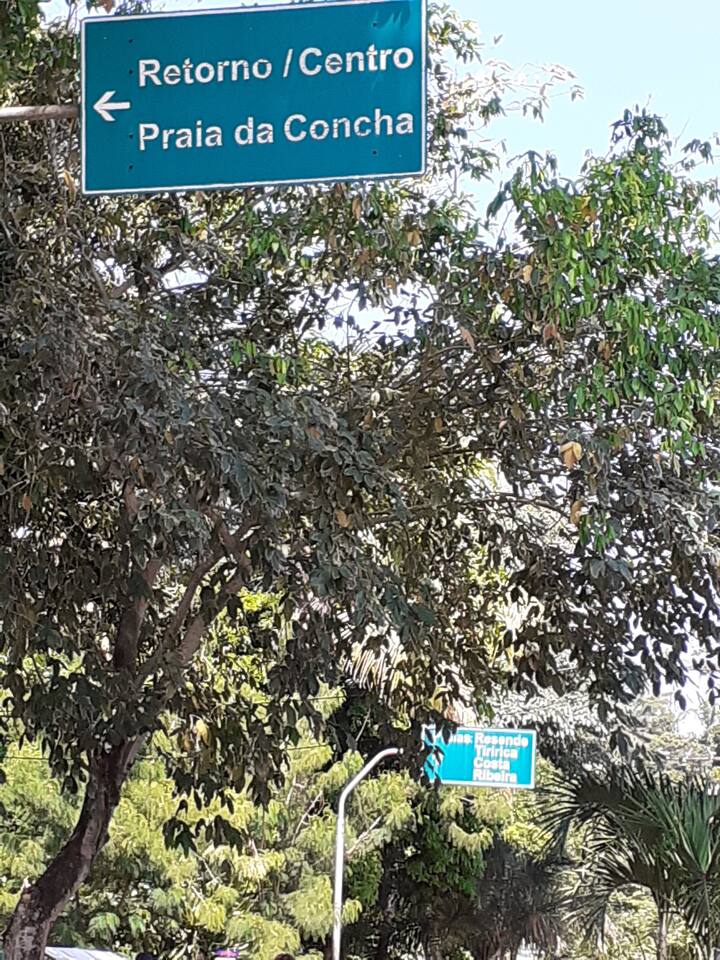 Retorno / Centro
Praia da Concha
Resende
Tiririca
Costa
Ribeira